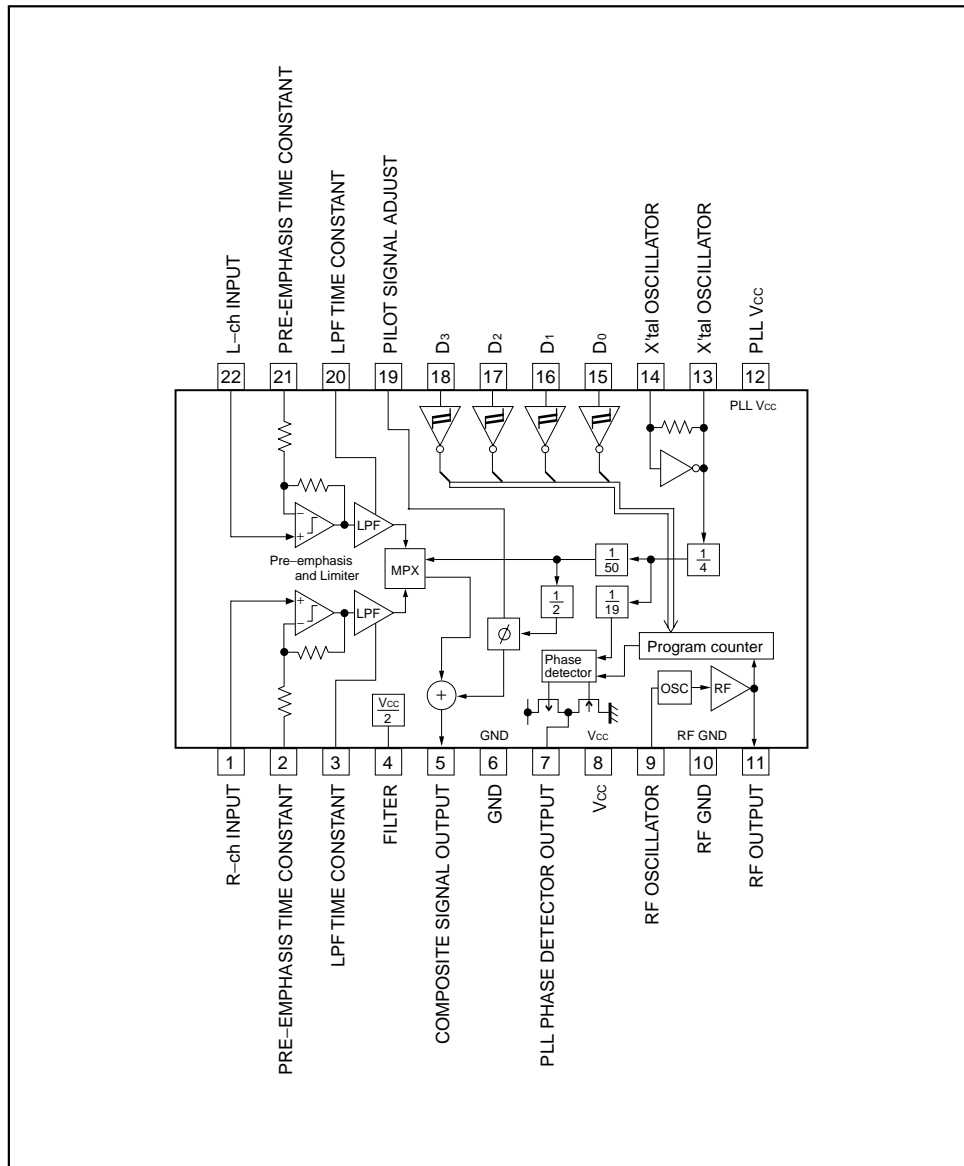 L–ch INPUT
PRE–EMPHASIS TIME CONSTANT
LPF TIME CONSTANT
PILOT SIGNAL ADJUST
D3
D2
D1
D0
X'tal OSCILLATOR
X'tal OSCILLATOR
PLL VCC
22
21
20
19
18
17
16
15
14
13
12
PLL VCC
−
+
LPF
Pre–emphasis
and Limiter
MPX
1
50
1
4
1
2
1
19
+
−
LPF
ϕ
Phase
detector
Program counter
OSC
RF
+
VCC
2
GND
VCC
RF GND
1
2
3
4
5
6
7
8
9
10
11
R–ch INPUT
PRE–EMPHASIS TIME CONSTANT
LPF TIME CONSTANT
FILTER
COMPOSITE SIGNAL OUTPUT
GND
PLL PHASE DETECTOR OUTPUT
VCC
RF OSCILLATOR
RF GND
RF OUTPUT